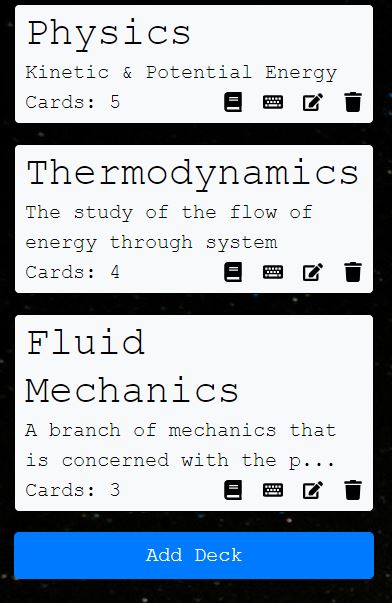 Physics
Kinetic & Potential Energy
Cards: 5
Thermodynamics
The study of the flow of
energy through system
Cards: 4
Fluid
Mechanics
A branch of mechanics that
is concerned with the p...
Cards: 3
Add Deck